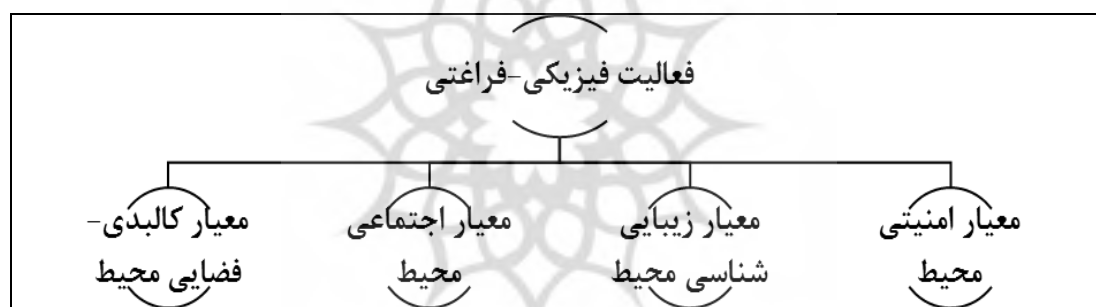 فعالیت فیزیکی-فراغتی
معیار امنیتی
محیط
معیار زیبایی
شناسی محیط
معیار اجتماعی
محیط
معیار کالبدی-
فضایی محیط